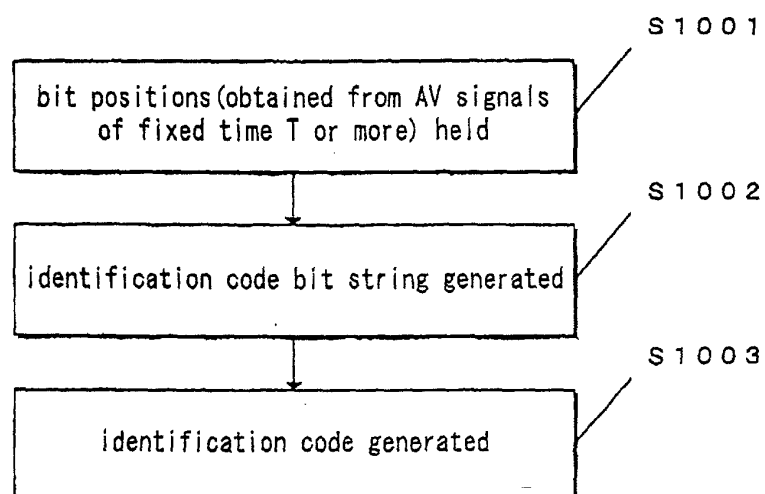 S1001
bit positions(obtained from AV signals
of fixed time T or more) held
S1002
identification code bit string generated
S1003
identification code generated